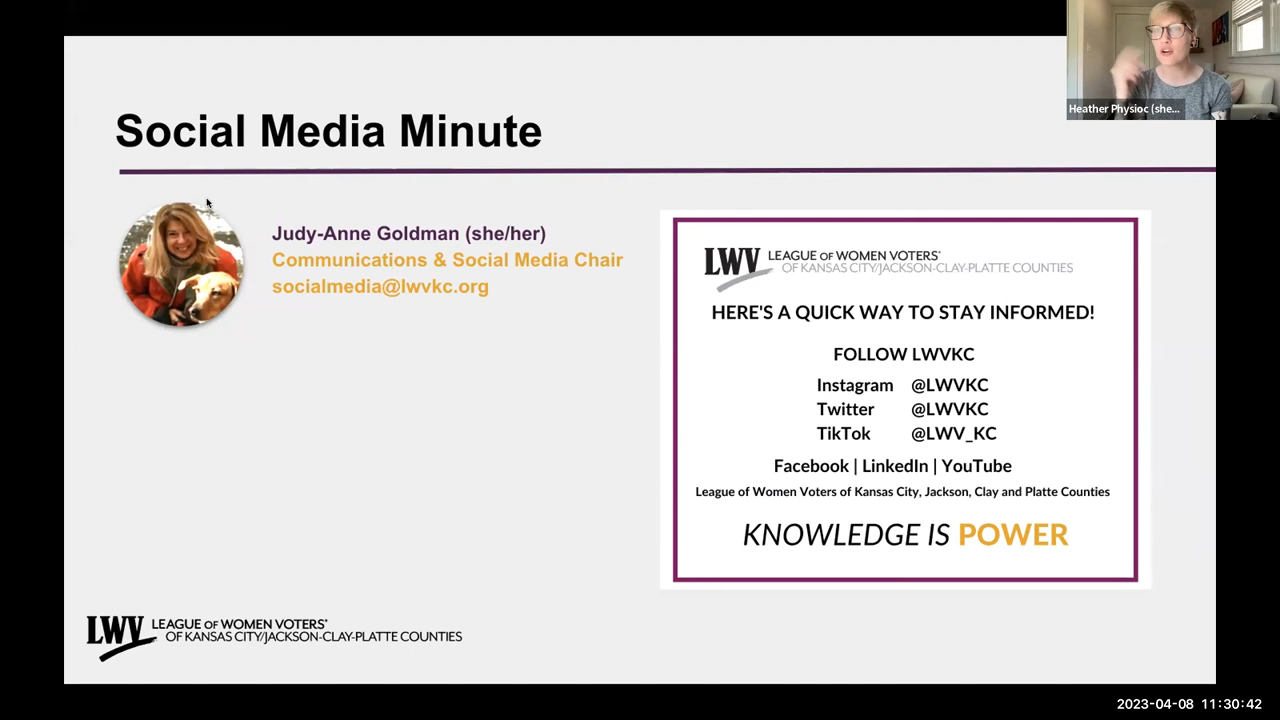 Social Media Minute
Heather Physioc (she...
Judy-Anne Goldman (she/her)
Communications & Social Media Chair
socialmedia@lwvkc.org
LWV LEAGUE OF WOMEN VOTERS®
OF KANSAS CITY/JACKSON-CLAY-PLATTE COUNTIES
HERE'S A QUICK WAY TO STAY INFORMED!
FOLLOW LWVKC
Instagram @LWVKC
Twitter @LWVKC
TikTok @LWV_KC
Facebook | LinkedIn | YouTube
League of Women Voters of Kansas City, Jackson, Clay and Platte Counties
KNOWLEDGE IS POWER
LWV LEAGUE OF WOMEN VOTERS®
OF KANSAS CITY/JACKSON-CLAY-PLATTE COUNTIES
2023-04-08 11:30:42